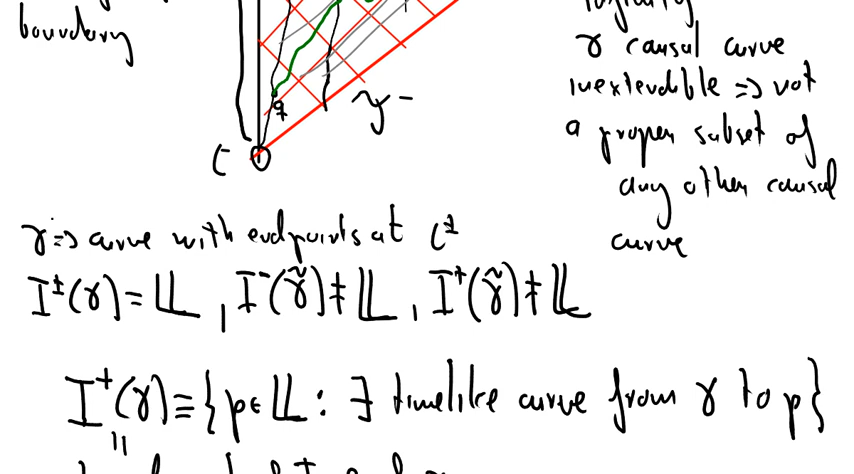 boundary
γ causal curve
inextendible => not
a proper subset of
any other causal
curve
q
𝒥-
i-
γ => curve with endpoints at i±
I±(γ) = 𝕃, I-(γ̃) ≠ 𝕃, I+(γ̃) ≠ 𝕃
I+(γ) ≡ {p ∈ 𝕃 : ∃ timelike curve from γ to p}